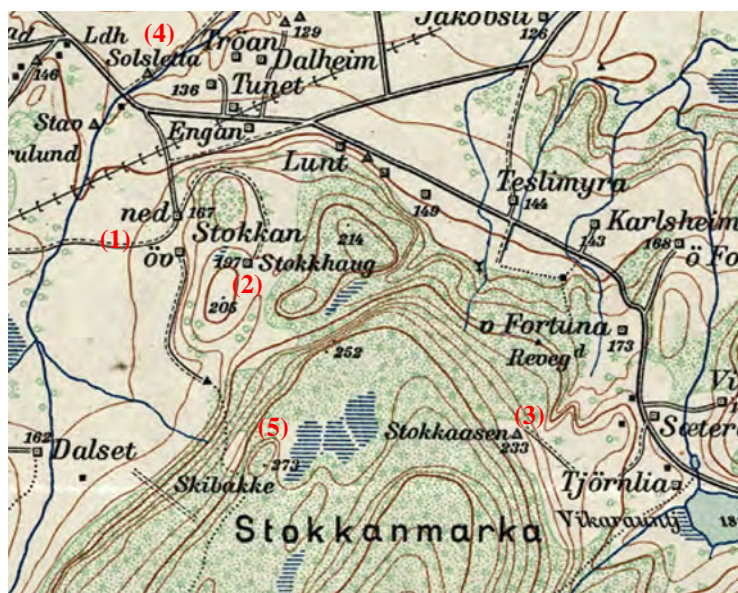 Jakobsli
126
129
(4)
Ldh
Solsletta
Tröan
Dalheim
146
136
Tunet
Stav
Engan
rulund
Lunt
Teslimyra
144
149
ned
167
Karlsheim
143
168
ö Fo
Stokkan
214
(1)
öv
197
Stokkhaug
(2)
205
v Fortuna
173
252
Reveg d
Vi
(3)
(5)
Stokkaasen
233
Sæter
162
Dalset
273
Skibakke
Tjörnlia
Vikarauntj
Stokkanmarka